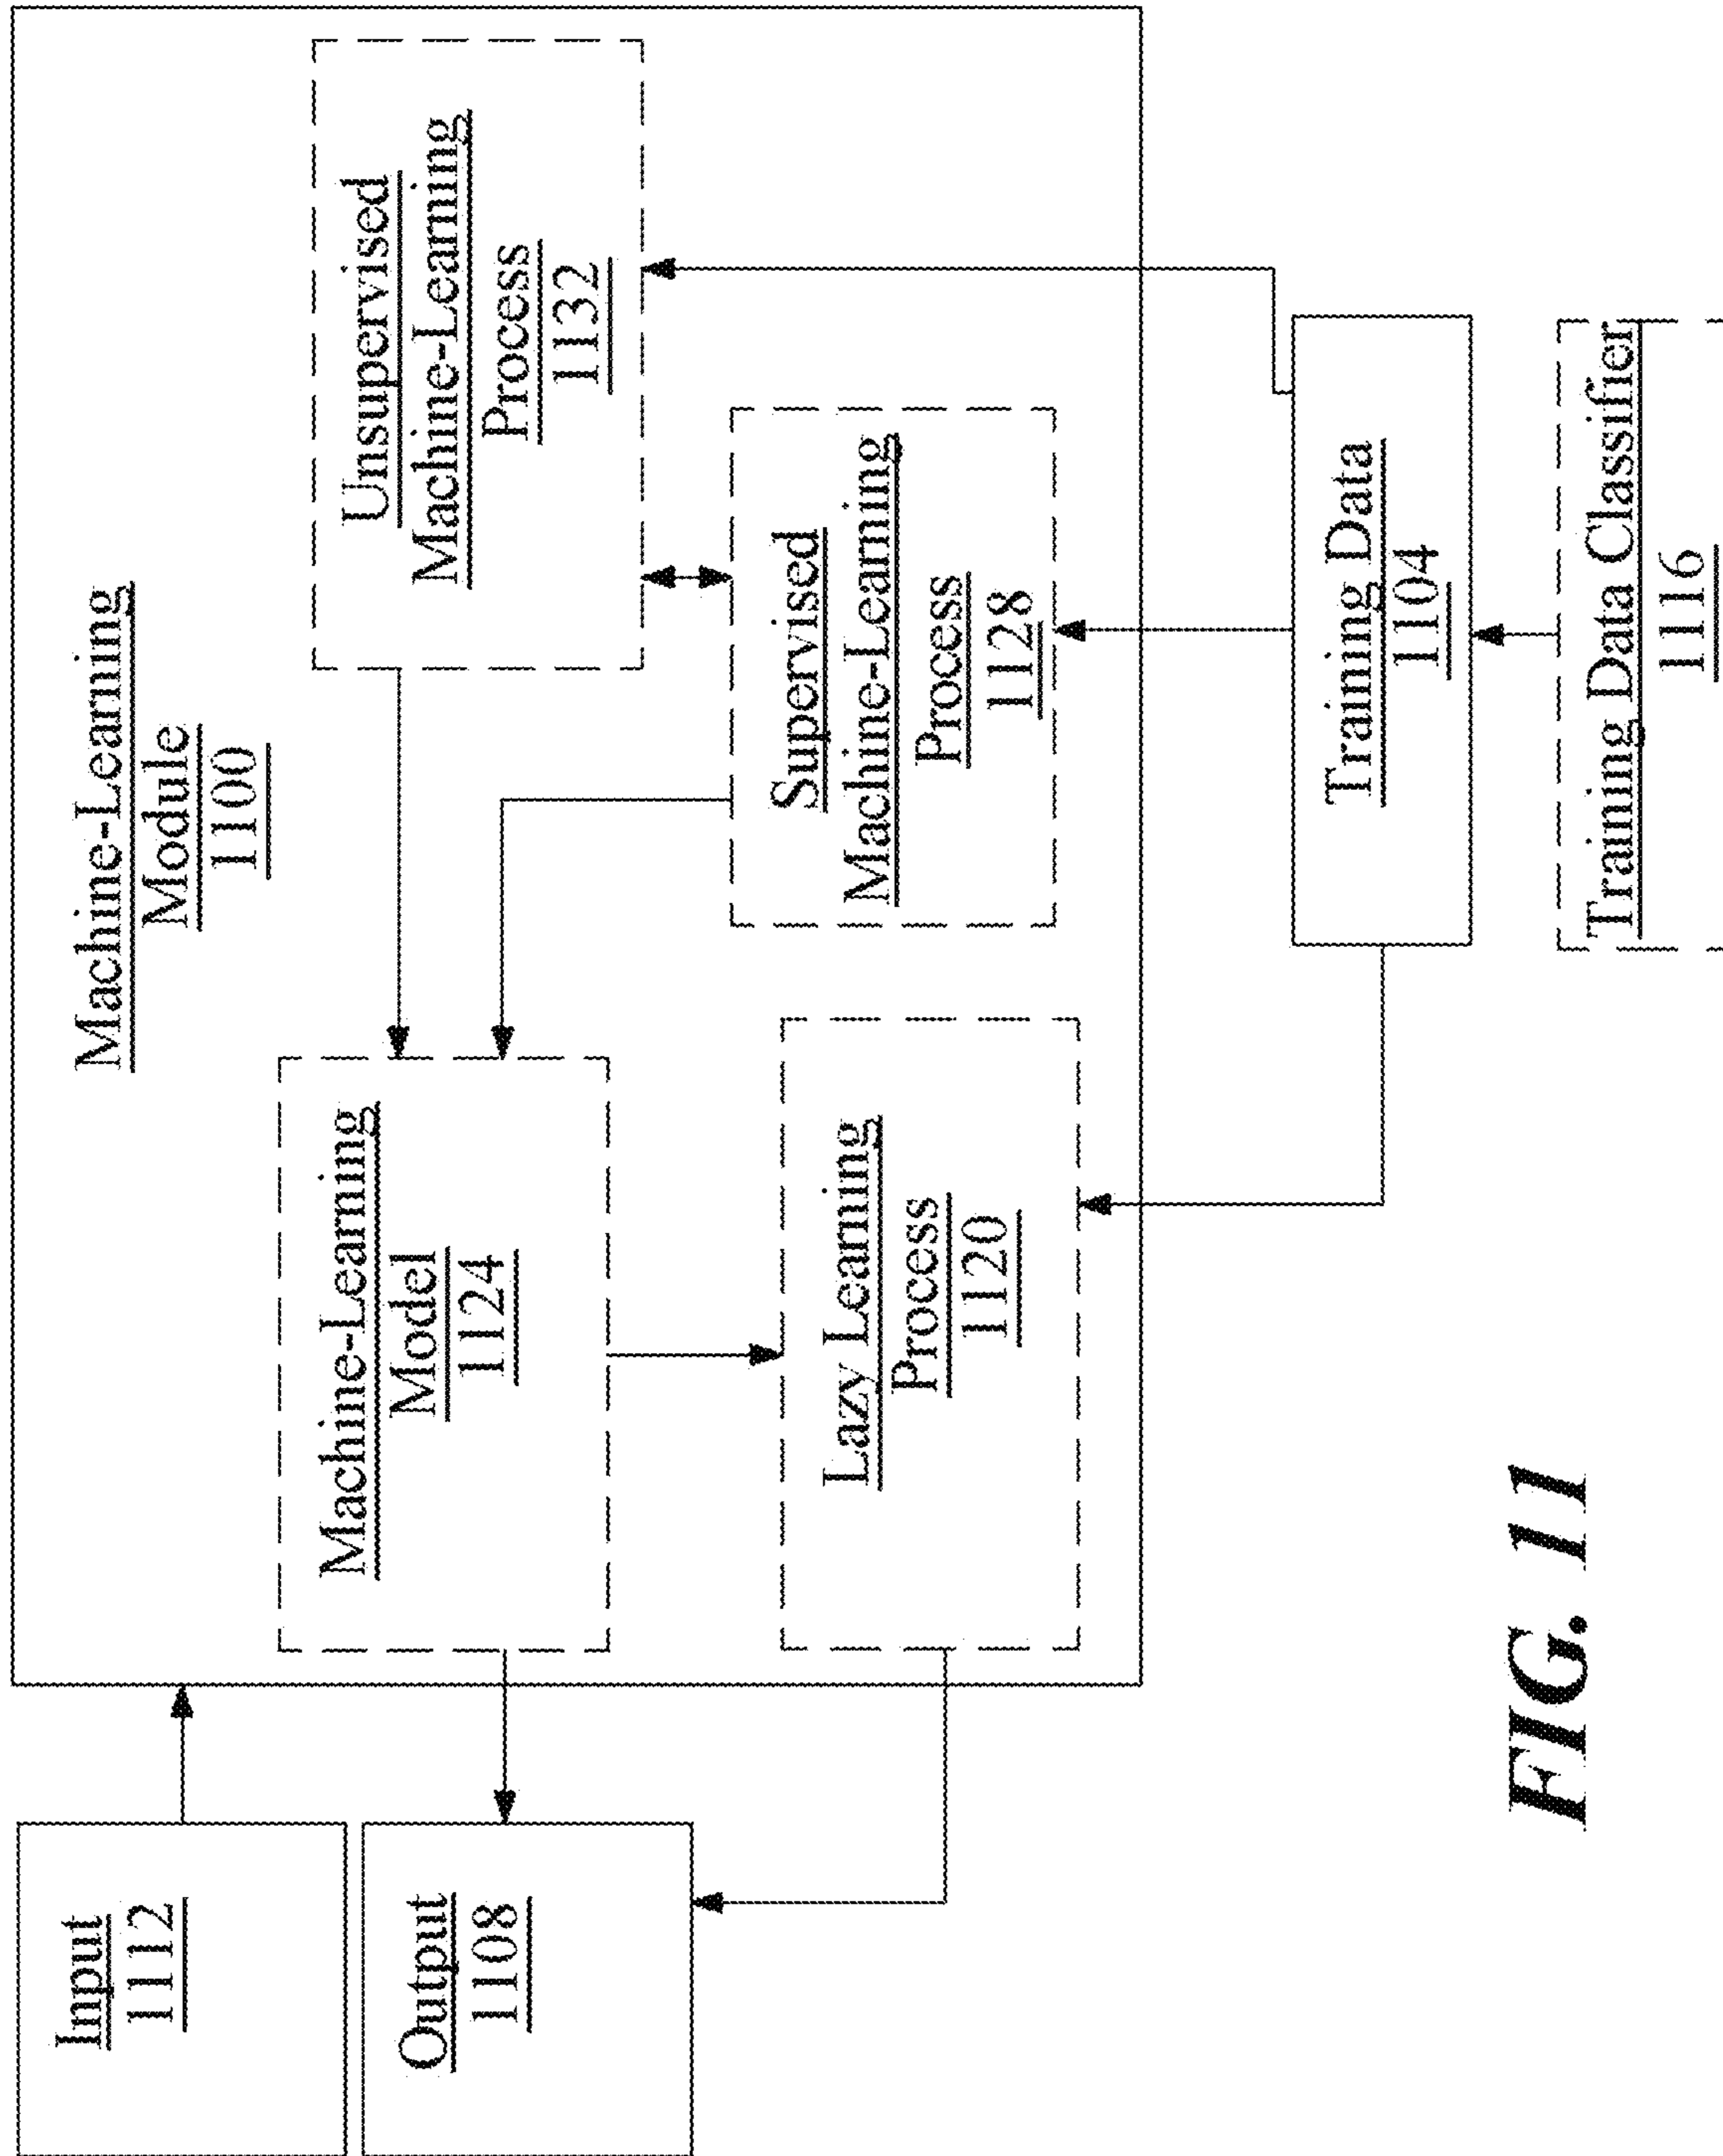 Machine-Learning
Module
1100
Input
1112
Output
1108
Machine-Learning
Model
1124
Unsupervised
Machine-Learning
Process
1132
Lazy Learning
Process
1120
Supervised
Machine-Learning
Process
1128
Training Data
1104
Training Data Classifier
1116
FIG. 11